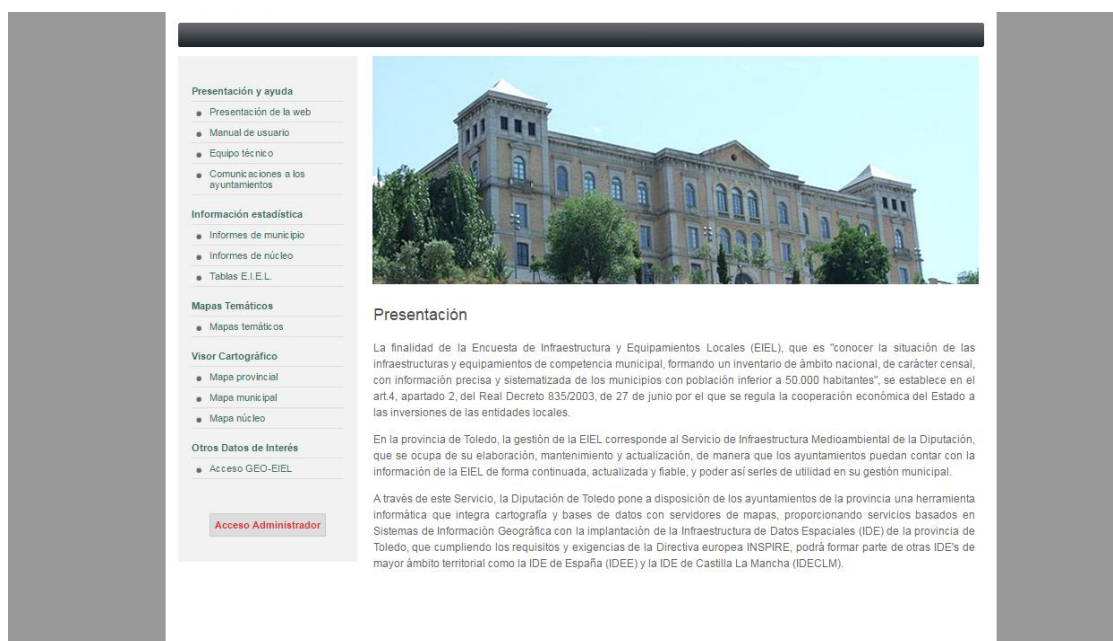 Presentación y ayuda
Presentación de la web
Manual de usuario
Equipo técnico
Comunicaciones a los
ayuntamientos
Información estadística
Informes de municipio
Informes de núcleo
Tablas E.I.E.L.
Mapas Temáticos
Mapas temáticos
Visor Cartográfico
Mapa provincial
Mapa municipal
Mapa núcleo
Otros Datos de Interés
Acceso GEO-EIEL
Acceso Administrador
Presentación
La finalidad de la Encuesta de Infraestructura y Equipamientos Locales (EIEL), que es "conocer la situación de las
infraestructuras y equipamientos de competencia municipal, formando un inventario de ámbito nacional, de carácter censal,
con información precisa y sistematizada de los municipios con población inferior a 50.000 habitantes", se establece en el
art.4, apartado 2, del Real Decreto 835/2003, de 27 de junio por el que se regula la cooperación económica del Estado a
las inversiones de las entidades locales.
En la provincia de Toledo, la gestión de la EIEL corresponde al Servicio de Infraestructura Medioambiental de la Diputación,
que se ocupa de su elaboración, mantenimiento y actualización, de manera que los ayuntamientos puedan contar con la
información de la EIEL de forma continuada, actualizada y fiable, y poder así serles de utilidad en su gestión municipal.
A través de este Servicio, la Diputación de Toledo pone a disposición de los ayuntamientos de la provincia una herramienta
informática que integra cartografía y bases de datos con servidores de mapas, proporcionando servicios basados en
Sistemas de Información Geográfica con la implantación de la Infraestructura de Datos Espaciales (IDE) de la provincia de
Toledo, que cumpliendo los requisitos y exigencias de la Directiva europea INSPIRE, podrá formar parte de otras IDE's de
mayor ámbito territorial como la IDE de España (IDEE) y la IDE de Castilla La Mancha (IDECLM).